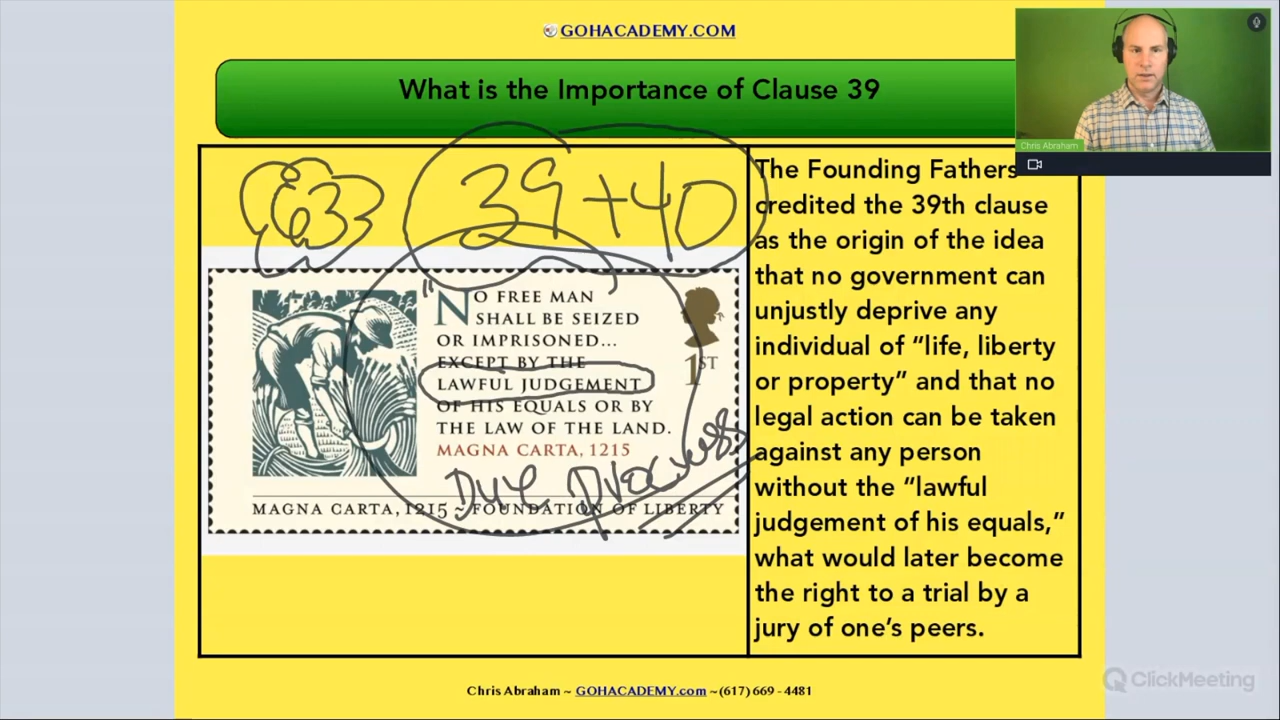 GOHACADEMY.COM
What is the Importance of Clause 39
Chris Abraham
63
39+40
NO FREE MAN
SHALL BE SEIZED
OR IMPRISONED...
EXCEPT BY THE
LAWFUL JUDGEMENT
OF HIS EQUALS OR BY
THE LAW OF THE LAND.
MAGNA CARTA, 1215
1ST
Due process
MAGNA CARTA, 1215 ~ FOUNDATION OF LIBERTY
The Founding Fathers
credited the 39th clause
as the origin of the idea
that no government can
unjustly deprive any
individual of “life, liberty
or property” and that no
legal action can be taken
against any person
without the “lawful
judgement of his equals,”
what would later become
the right to a trial by a
jury of one’s peers.
Chris Abraham ~ GOHACADEMY.com ~(617) 669 - 4481
ClickMeeting